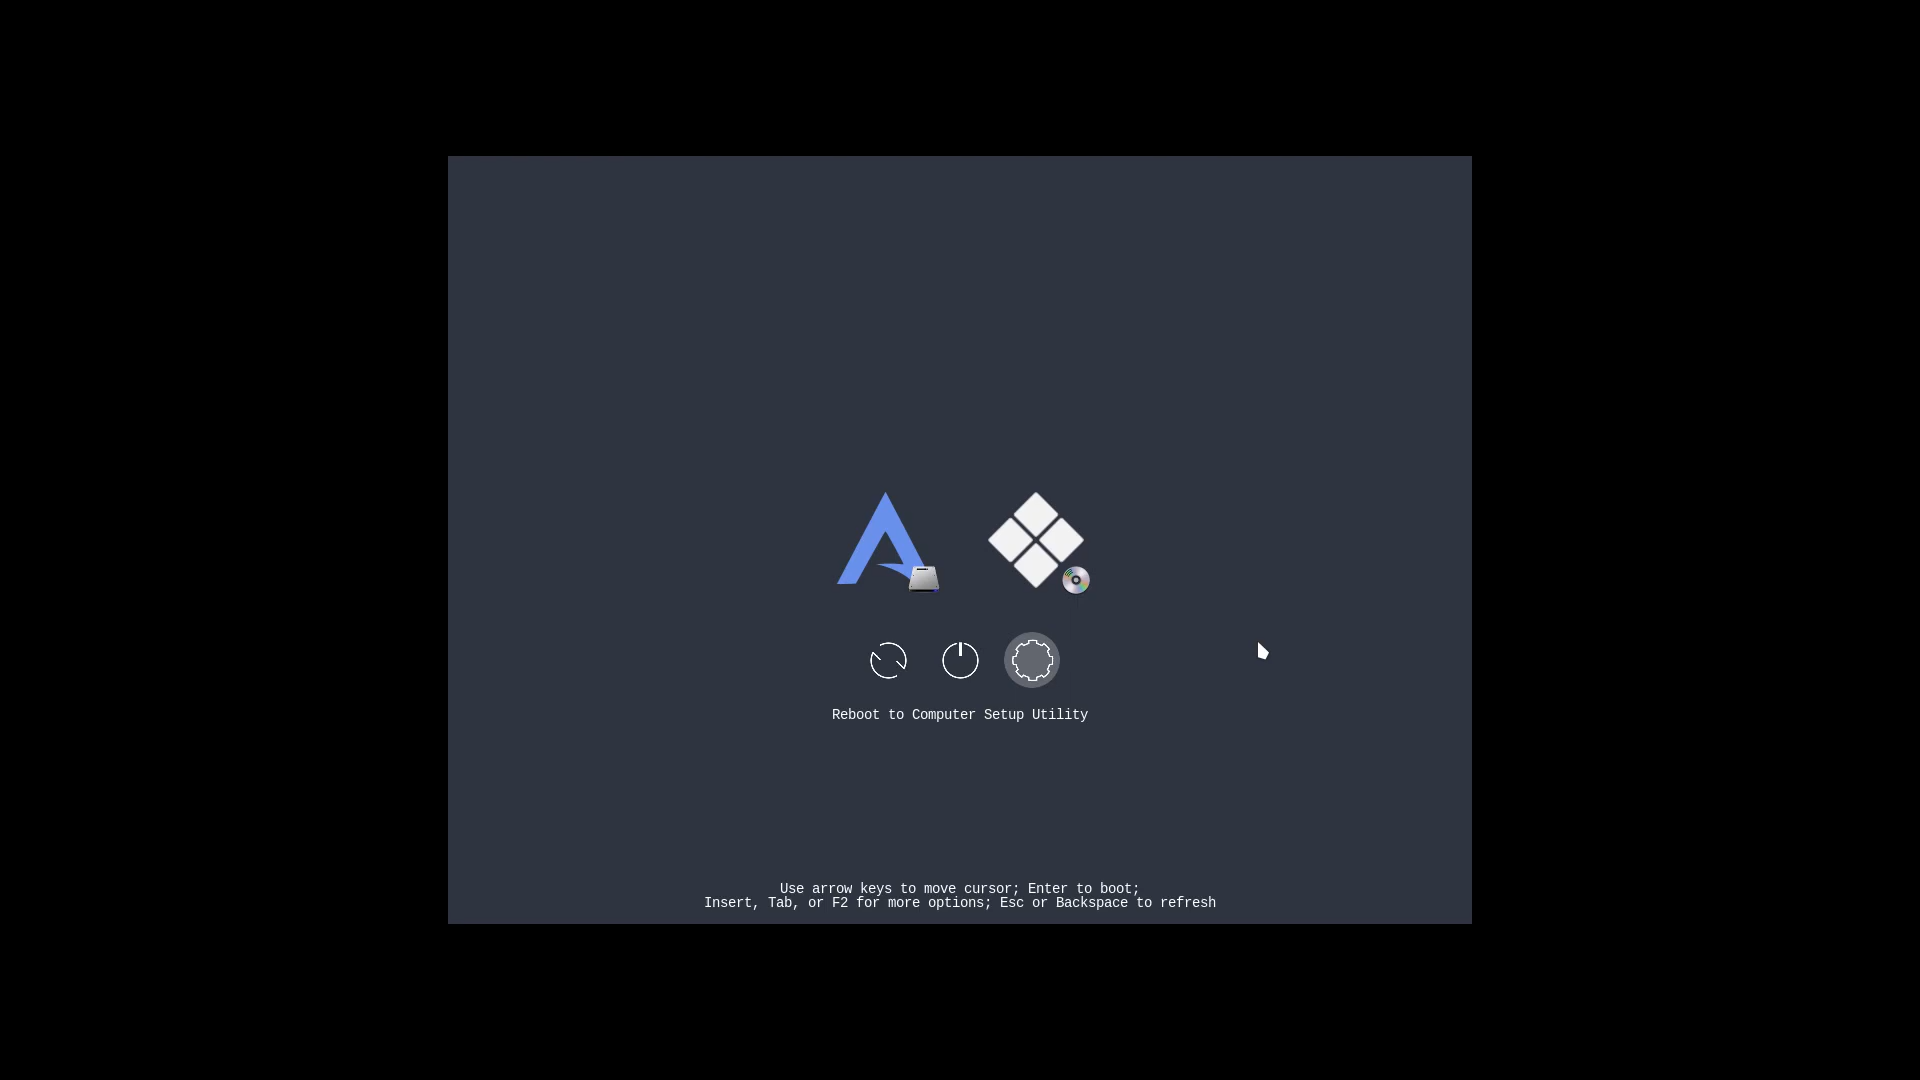 Reboot to Computer Setup Utility
Use arrow keys to move cursor; Enter to boot;
Insert, Tab, or F2 for more options; Esc or Backspace to refresh